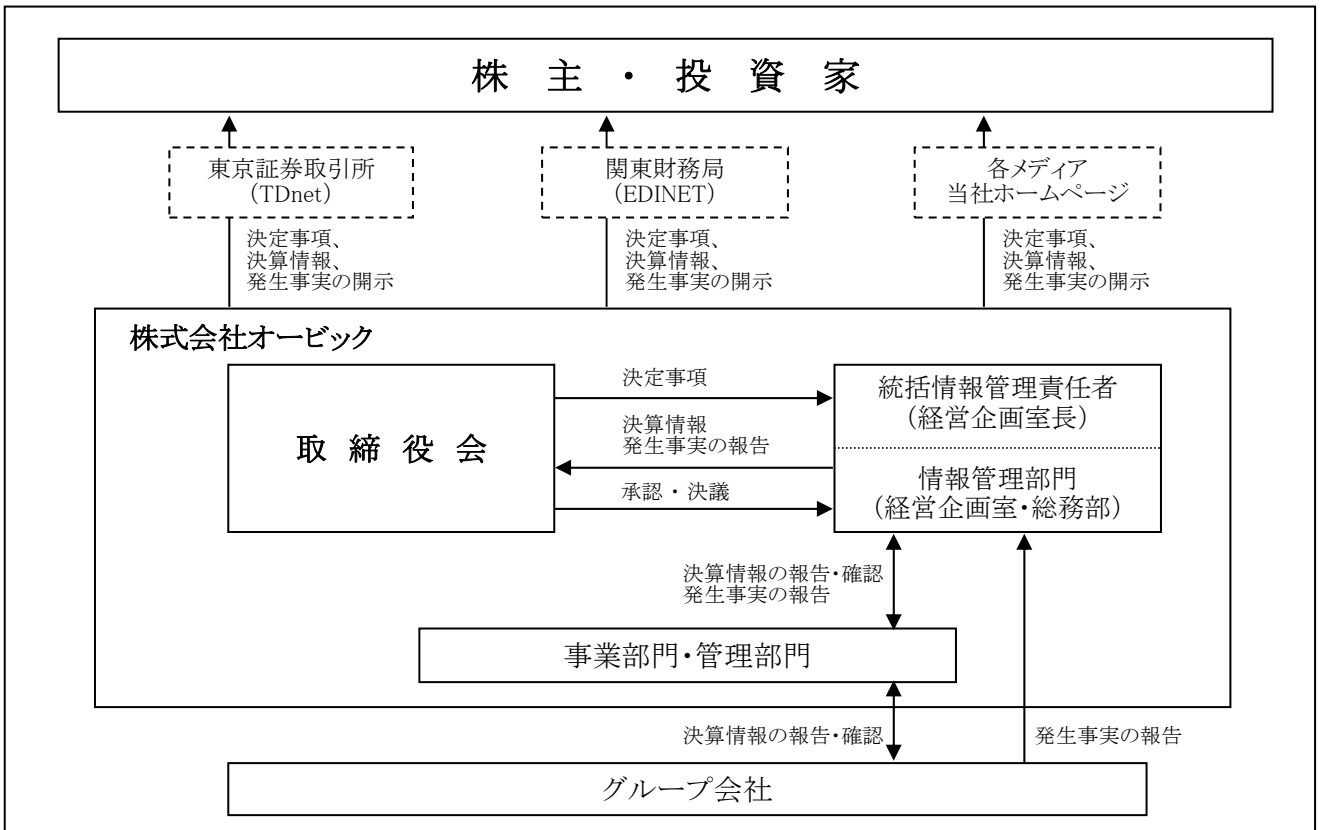 株 主 ・ 投 資 家
東京証券取引所
（TDnet）
関東財務局
（EDINET）
各メディア
当社ホームページ
決定事項、
決算情報、
発生事実の開示
決定事項、
決算情報、
発生事実の開示
決定事項、
決算情報、
発生事実の開示
株式会社オービック
取 締 役 会
決定事項
決算情報
発生事実の報告
承認・決議
統括情報管理責任者
（経営企画室長）
情報管理部門
（経営企画室・総務部）
決算情報の報告・確認
発生事実の報告
事業部門・管理部門
決算情報の報告・確認
発生事実の報告
グループ会社